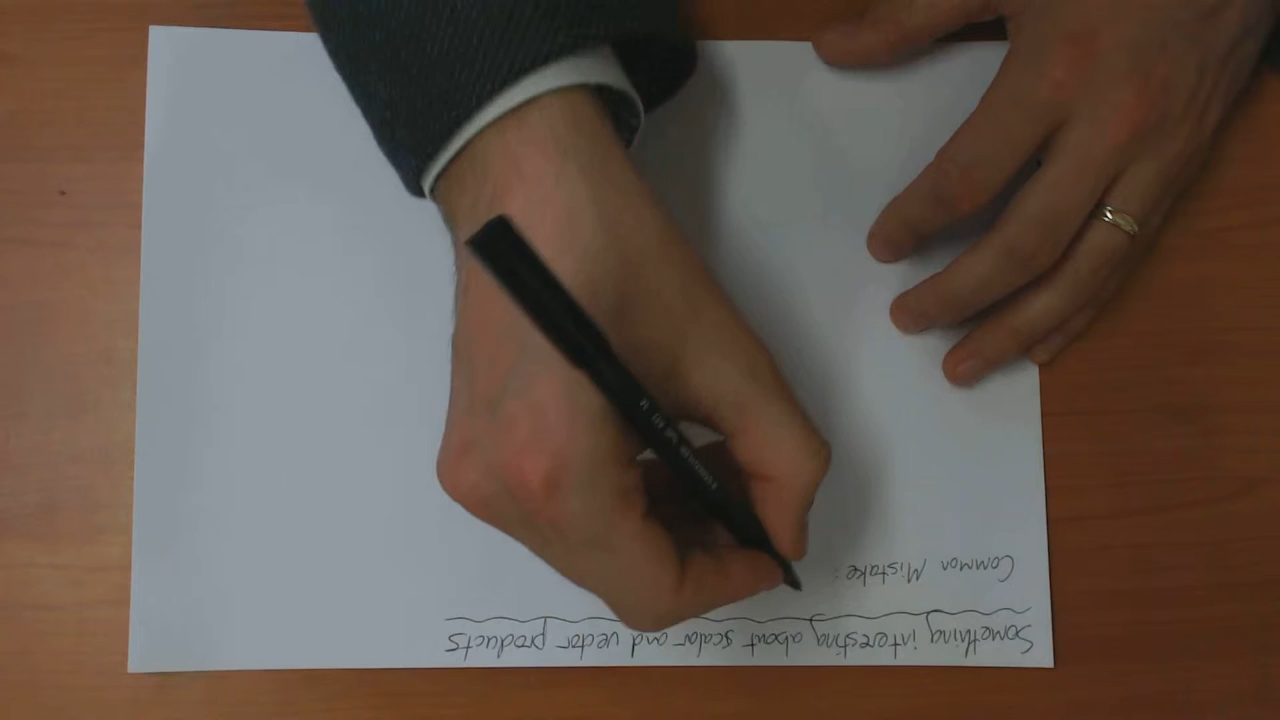 Something interesting about scalar and vector products
Common Mistake: